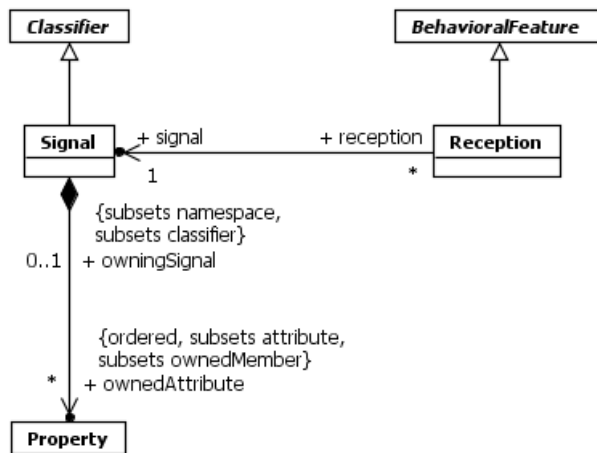 Classifier
BehavioralFeature
Signal
+ signal
+ reception
Reception
1
*
{subsets namespace,
subsets classifier}
0..1
+ owningSignal
{ordered, subsets attribute,
subsets ownedMember}
*
+ ownedAttribute
Property